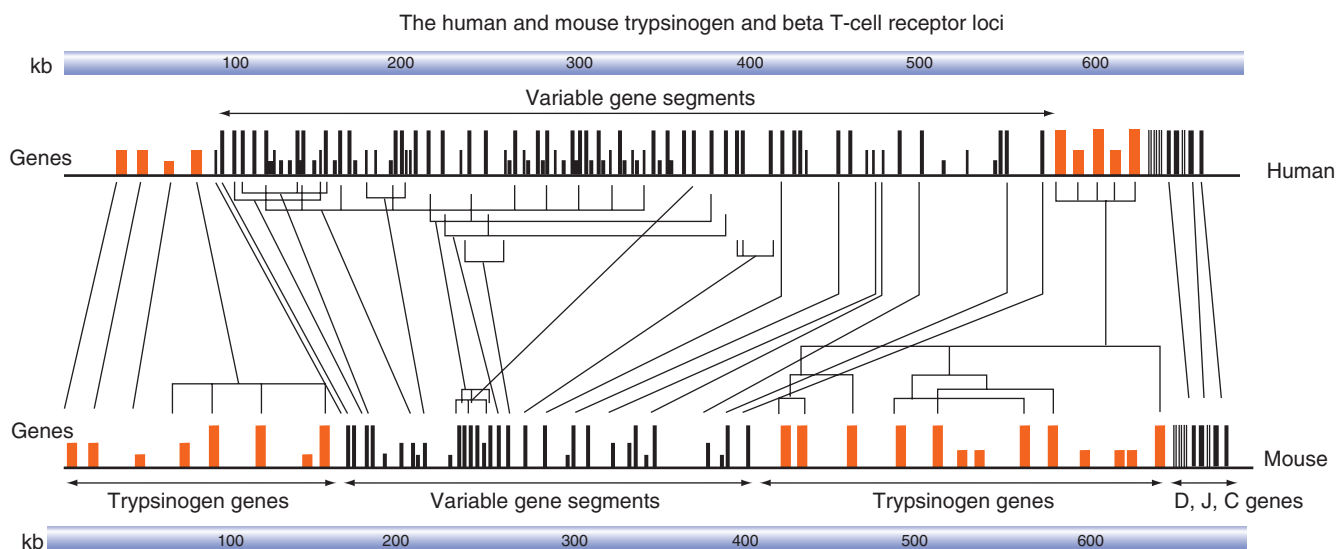 The human and mouse trypsinogen and beta T-cell receptor loci
kb 100 200 300 400 500 600
Variable gene segments
Genes Human
Genes Mouse
Trypsinogen genes Variable gene segments Trypsinogen genes D, J, C genes
kb 100 200 300 400 500 600